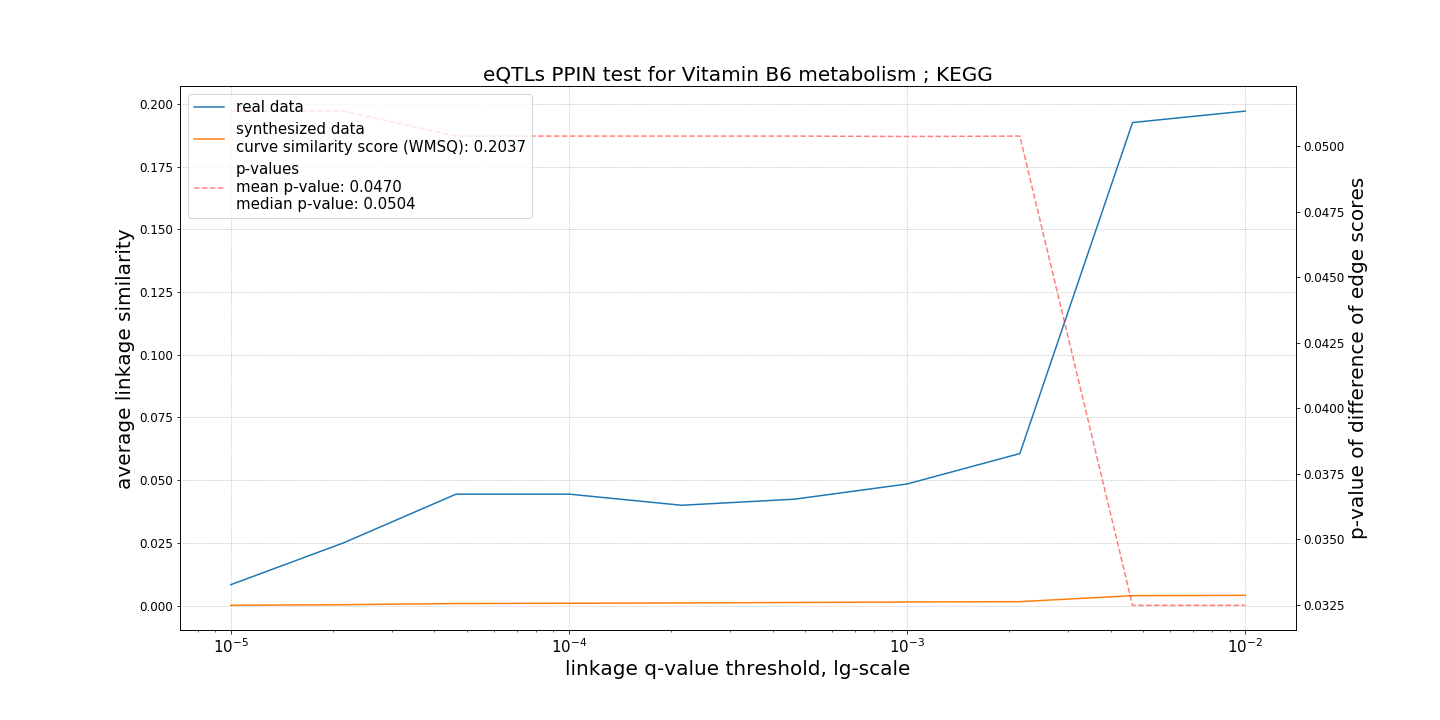 eQTLs PPIN test for Vitamin B6 metabolism ; KEGG
real data
synthesized data
curve similarity score (WMSQ): 0.2037
p-values
mean p-value: 0.0470
median p-value: 0.0504
average linkage similarity
0.200
0.175
0.150
0.125
0.100
0.075
0.050
0.025
0.000
0.0500
0.0475
0.0450
0.0425
0.0400
0.0375
0.0350
0.0325
p-value of difference of edge scores
10⁻⁵ 10⁻⁴ 10⁻³ 10⁻²
linkage q-value threshold, lg-scale